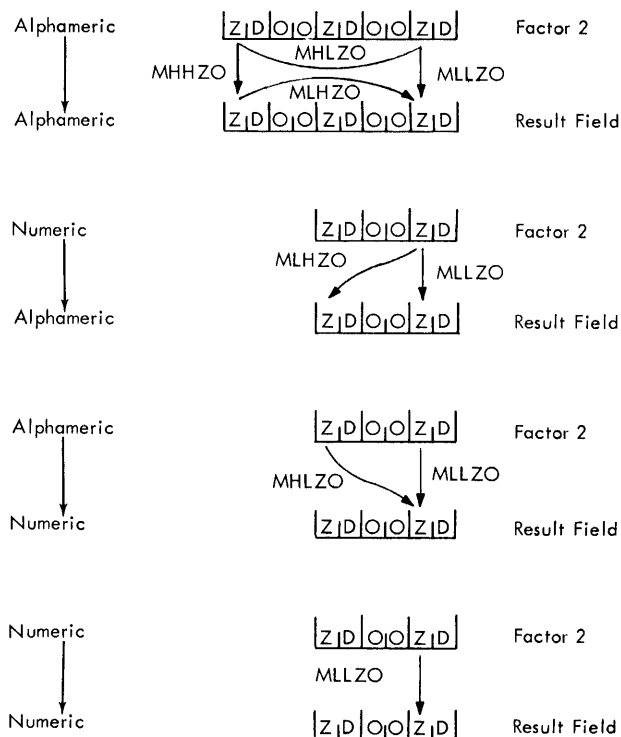 Alphameric Z D O O Z D O O Z D Factor 2
MHLZO
MHHZO MLLZO
MLHZO
Alphameric Z D O O Z D O O Z D Result Field
Numeric Z D O O Z D Factor 2
MLHZO MLLZO
Alphameric Z D O O Z D Result Field
Alphameric Z D O O Z D Factor 2
MHLZO MLLZO
Numeric Z D O O Z D Result Field
Numeric Z D O O Z D Factor 2
MLLZO
Numeric Z D O O Z D Result Field